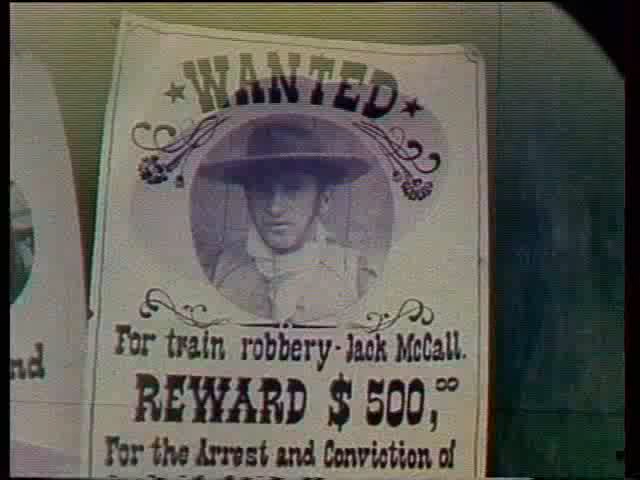 ★ WANTED ★
For train robbery - Jack McCall.
REWARD $ 500,00
nd
For the Arrest and Conviction of